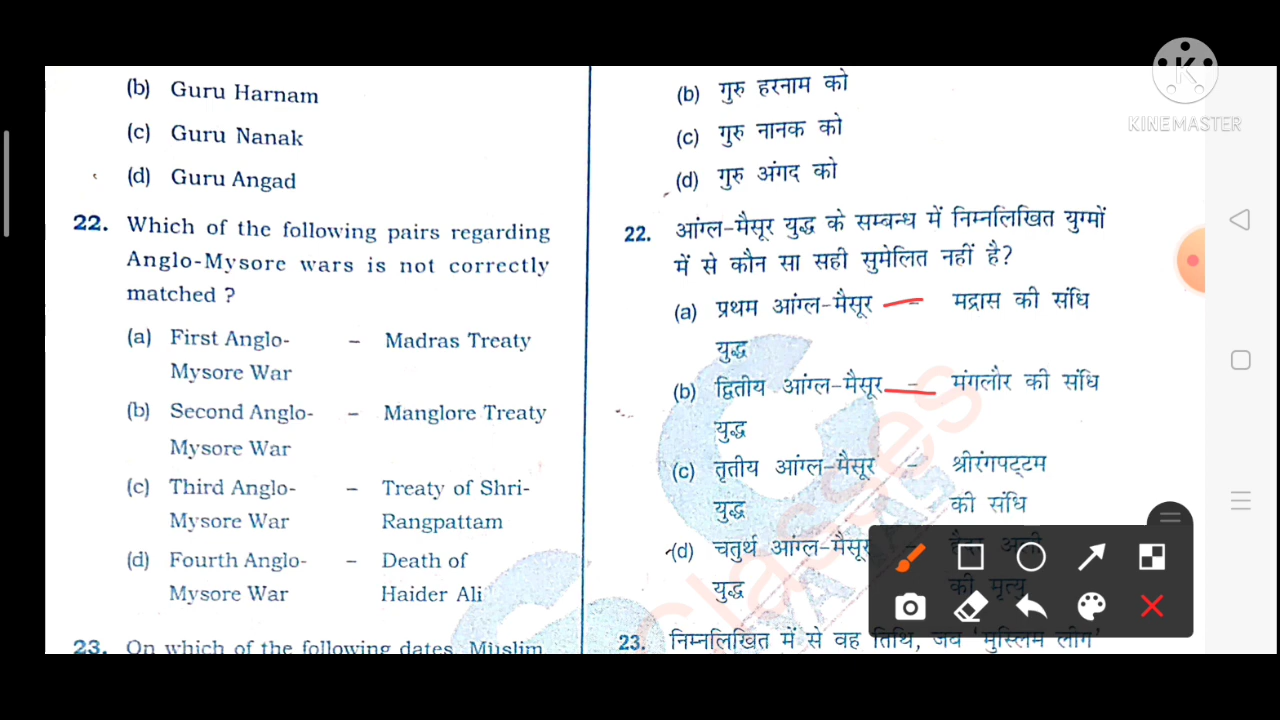 KINEMASTER
(b) Guru Harnam
(c) Guru Nanak
(d) Guru Angad
22. Which of the following pairs regarding
Anglo-Mysore wars is not correctly
matched ?
(a) First Anglo- – Madras Treaty
Mysore War
(b) Second Anglo- – Manglore Treaty
Mysore War
(c) Third Anglo- – Treaty of Shri-
Mysore War Rangpattam
(d) Fourth Anglo- – Death of
Mysore War Haider Ali
23. On which of the following dates, Muslim
(b) गुरु हरनाम को
(c) गुरु नानक को
(d) गुरु अंगद को
22. आंग्ल-मैसूर युद्ध के सम्बन्ध में निम्नलिखित युग्मों
में से कौन सा सही सुमेलित नहीं है?
(a) प्रथम आंग्ल-मैसूर – मद्रास की संधि
युद्ध
(b) द्वितीय आंग्ल-मैसूर – मंगलौर की संधि
युद्ध
(c) तृतीय आंग्ल-मैसूर – श्रीरंगपट्टम
युद्ध की संधि
(d) चतुर्थ आंग्ल-मैसूर – हैदर अली
युद्ध की मृत्यु
23. निम्नलिखित में से वह तिथि, जब 'मुस्लिम लीग'
classes